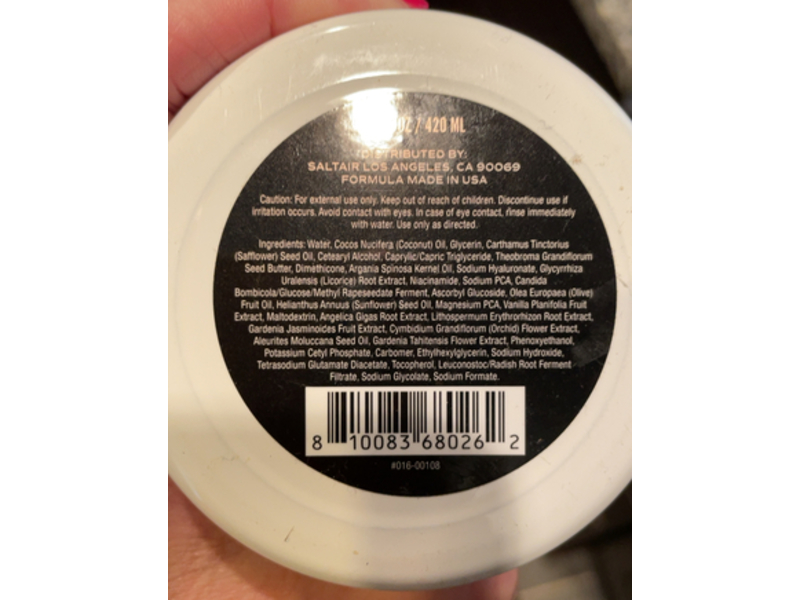 OZ / 420 ML
DISTRIBUTED BY:
SALTAIR LOS ANGELES, CA 90069
FORMULA MADE IN USA
Caution: For external use only. Keep out of reach of children. Discontinue use if
irritation occurs. Avoid contact with eyes. In case of eye contact, rinse immediately
with water. Use only as directed.
Ingredients: Water, Cocos Nucifera (Coconut) Oil, Glycerin, Carthamus Tinctorius
(Safflower) Seed Oil, Cetearyl Alcohol, Caprylic/Capric Triglyceride, Theobroma Grandiflorum
Seed Butter, Dimethicone, Argania Spinosa Kernel Oil, Sodium Hyaluronate, Glycyrrhiza
Uralensis (Licorice) Root Extract, Niacinamide, Sodium PCA, Candida
Bombicola/Glucose/Methyl Rapeseedate Ferment, Ascorbyl Glucoside, Olea Europaea (Olive)
Fruit Oil, Helianthus Annuus (Sunflower) Seed Oil, Magnesium PCA, Vanilla Planifolia Fruit
Extract, Maltodextrin, Angelica Gigas Root Extract, Lithospermum Erythrorhizon Root Extract,
Gardenia Jasminoides Fruit Extract, Cymbidium Grandiflorum (Orchid) Flower Extract,
Aleurites Moluccana Seed Oil, Gardenia Tahitensis Flower Extract, Phenoxyethanol,
Potassium Cetyl Phosphate, Carbomer, Ethylhexylglycerin, Sodium Hydroxide,
Tetrasodium Glutamate Diacetate, Tocopherol, Leuconostoc/Radish Root Ferment
Filtrate, Sodium Glycolate, Sodium Formate.
8 10083 68026 2
#016-00108